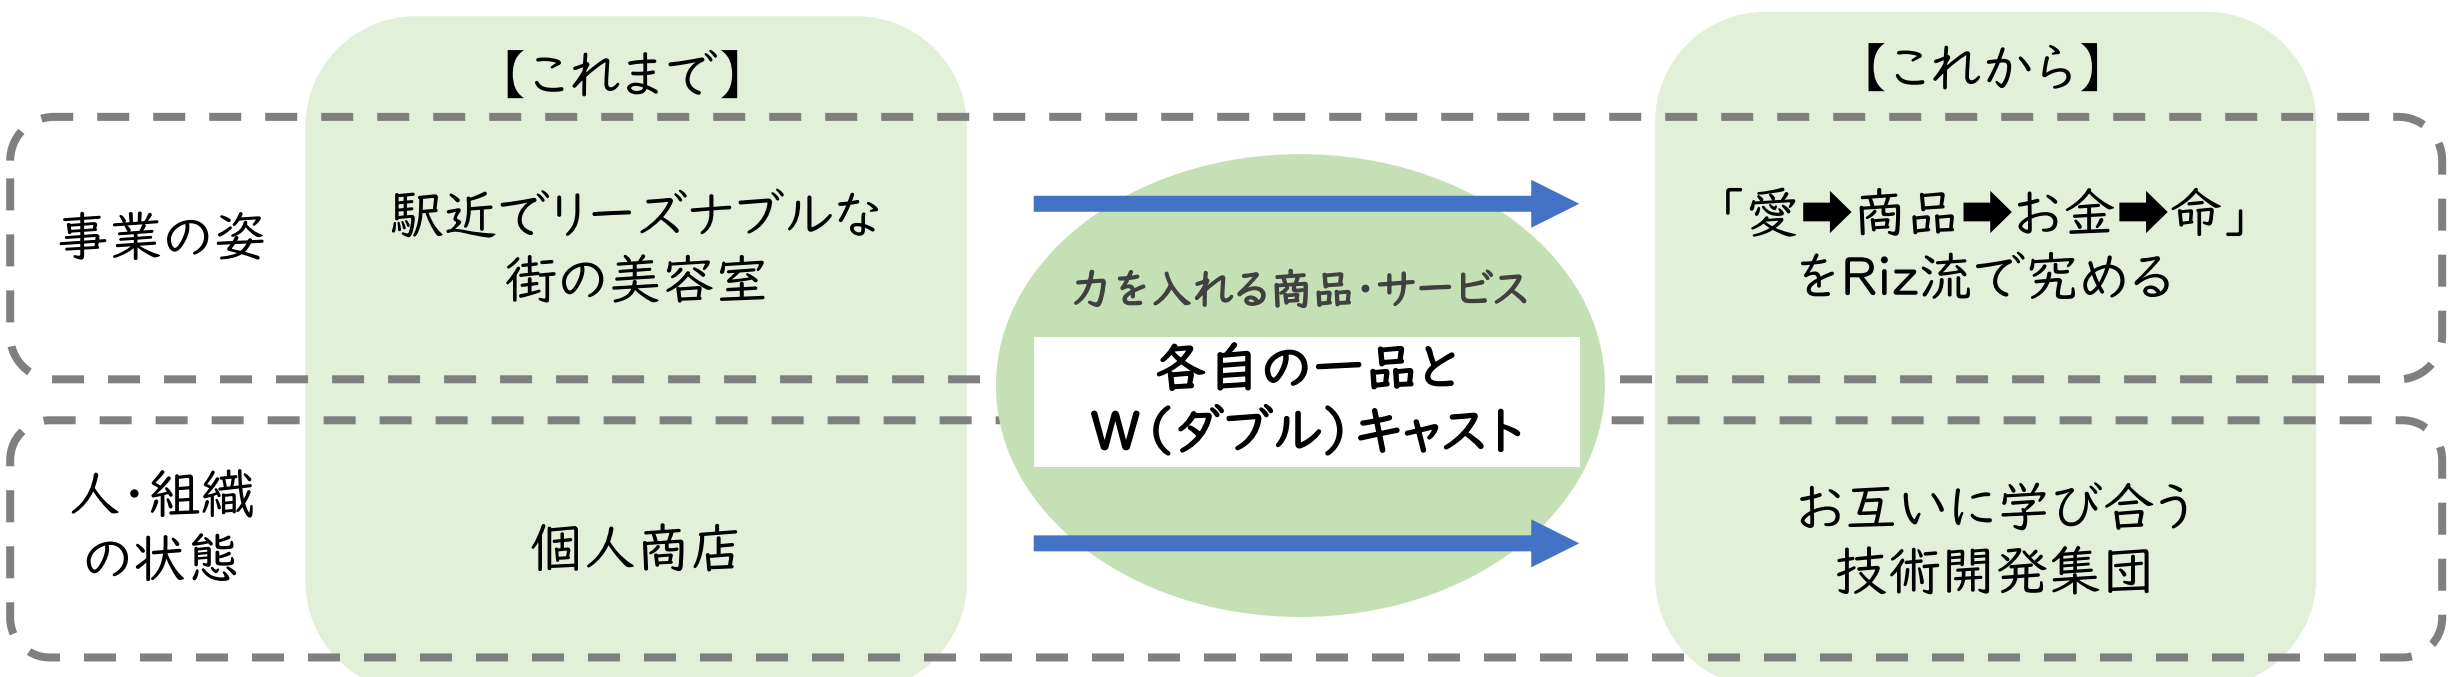 【これまで】
【これから】
事業の姿
駅近でリーズナブルな
街の美容室
「愛➡商品➡お金➡命」
をRiz流で究める
力を入れる商品・サービス
各自の一品と
W（ダブル）キャスト
人・組織
の状態
個人商店
お互いに学び合う
技術開発集団